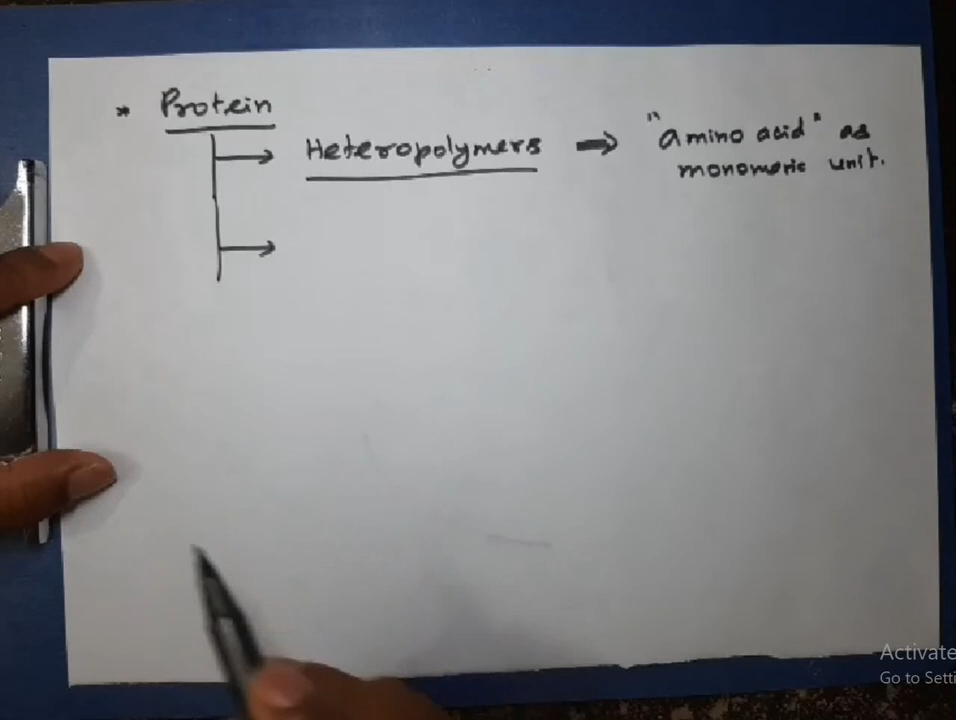 * Protein
Heteropolymers → "amino acid" as
monomeric unit.
Activate
Go to Setti